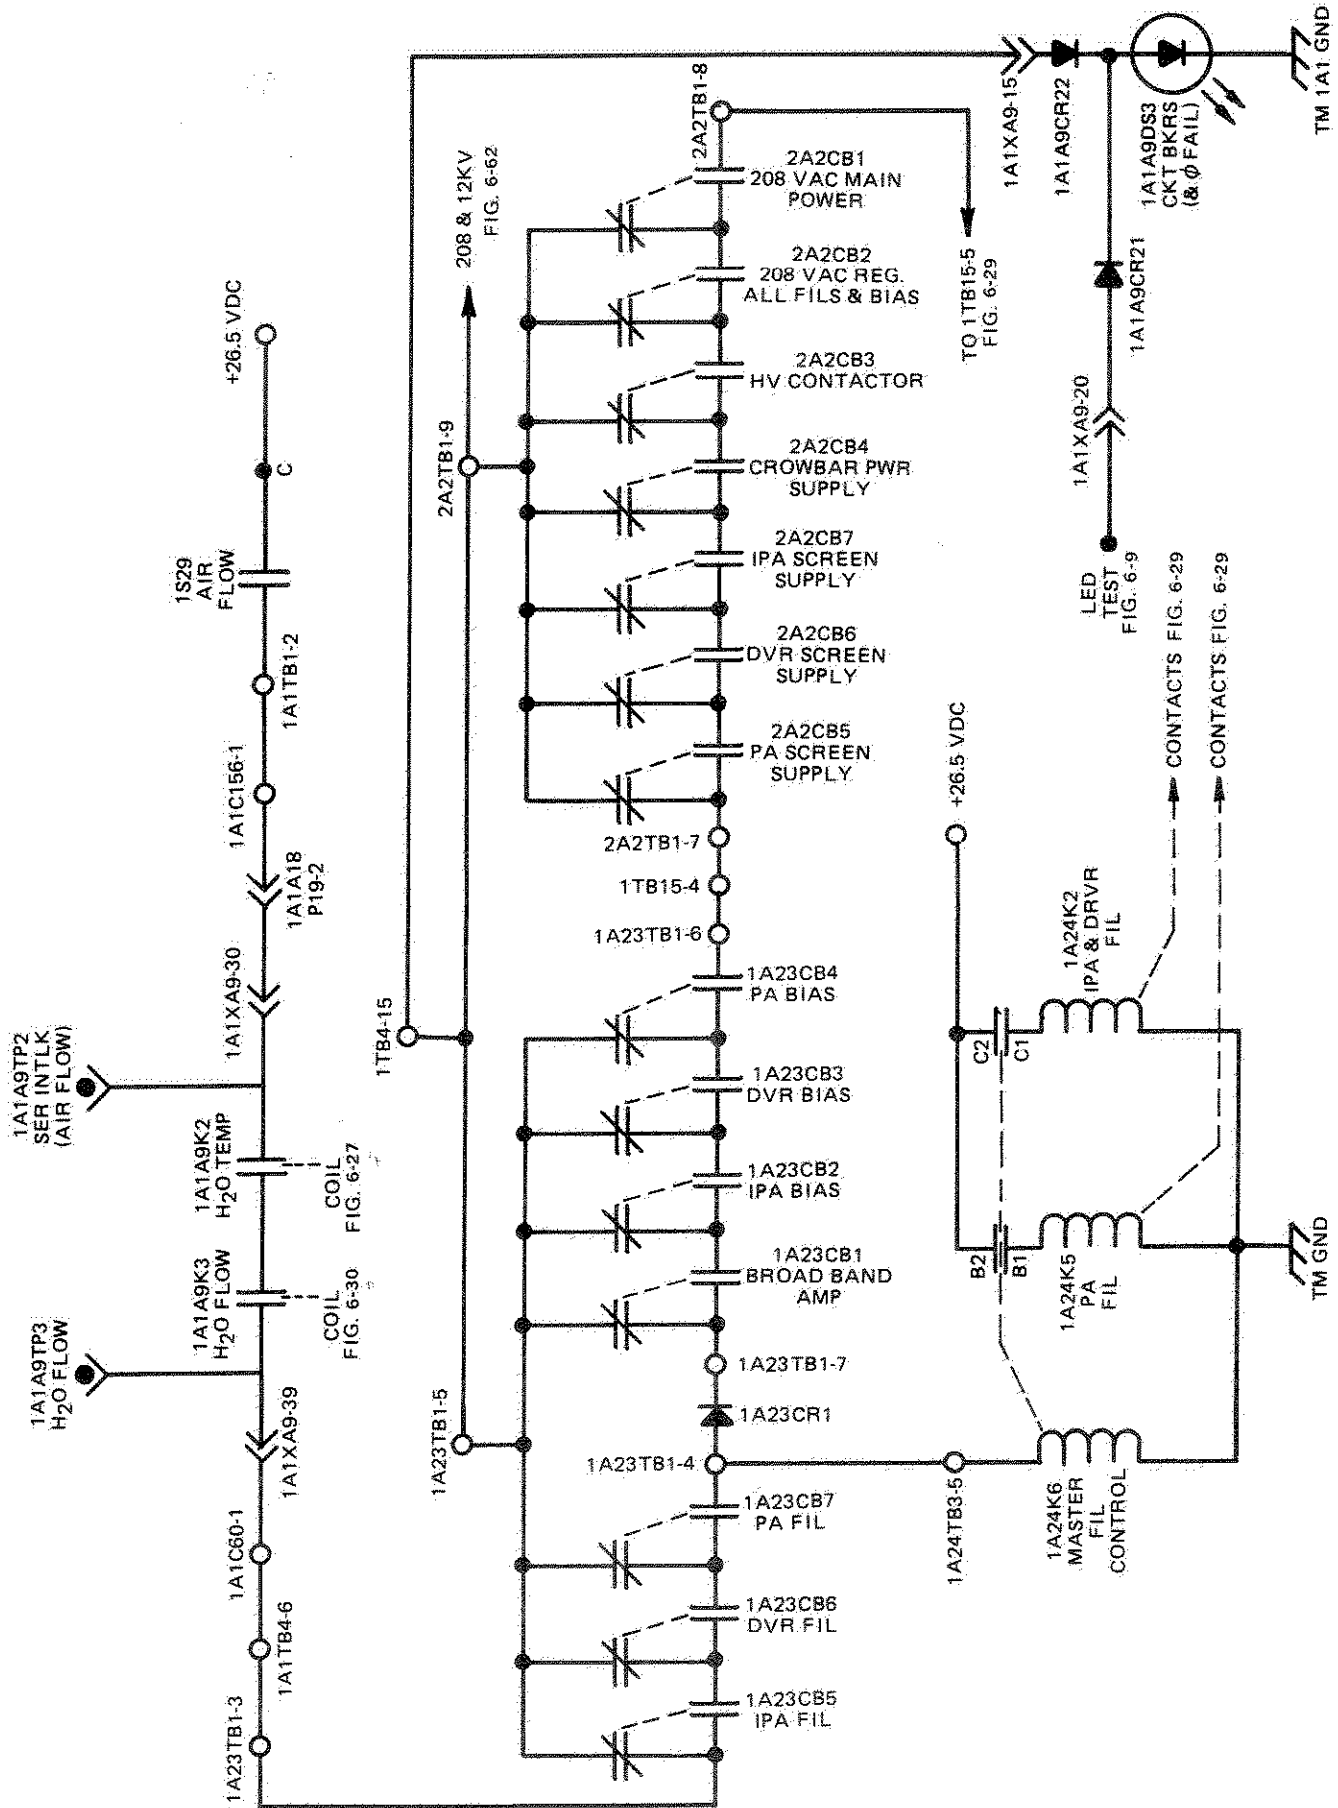 +26.5 VDC
C
1S29
AIR
FLOW
1A1TB1-2
1A1C156-1
1A1A18
P19-2
1A1XA9-30
1A1A9TP2
SER INTLK
(AIR FLOW)
1A1A9K2
H2O TEMP
COIL
FIG. 6-27
1A1A9K3
H2O FLOW
COIL
FIG. 6-30
1A1A9TP3
H2O FLOW
1A1XA9-39
1A1C60-1
1A1TB4-6
1A23TB1-3
1TB4-15
1A23TB1-5
2A2TB1-9
208 & 12KV
FIG. 6-62
1A23CB5
IPA FIL
1A23CB6
DVR FIL
1A23CB7
PA FIL
1A23TB1-4
1A23CR1
1A23TB1-7
1A23CB1
BROAD BAND
AMP
1A23CB2
IPA BIAS
1A23CB3
DVR BIAS
1A23CB4
PA BIAS
1A23TB1-6
1TB15-4
2A2TB1-7
2A2CB5
PA SCREEN
SUPPLY
2A2CB6
DVR SCREEN
SUPPLY
2A2CB7
IPA SCREEN
SUPPLY
2A2CB4
CROWBAR PWR
SUPPLY
2A2CB3
HV CONTACTOR
2A2CB2
208 VAC REG.
ALL FILS & BIAS
2A2CB1
208 VAC MAIN
POWER
2A2TB1-8
TO 1TB15-5
FIG. 6-29
1A1XA9-15
1A1A9CR22
1A1A9DS3
CKT BKRS
(& ϕ FAIL)
TM 1A1 GND
1A1A9CR21
1A1XA9-20
LED
TEST
FIG. 6-9
CONTACTS FIG. 6-29
CONTACTS FIG. 6-29
+26.5 VDC
C2
C1
1A24K2
IPA & DRVR
FIL
B2
B1
1A24K5
PA
FIL
1A24TB3-5
1A24K6
MASTER
FIL
CONTROL
TM GND